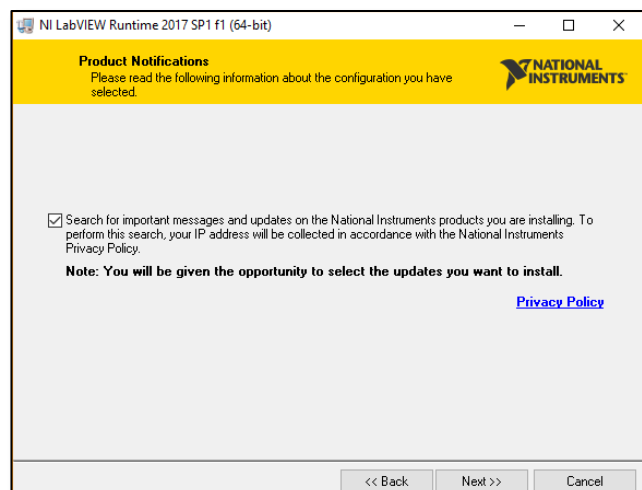 NI LabVIEW Runtime 2017 SP1 f1 (64-bit)
Product Notifications
Please read the following information about the configuration you have
selected.
NATIONAL
INSTRUMENTS™
Search for important messages and updates on the National Instruments products you are installing. To
perform this search, your IP address will be collected in accordance with the National Instruments
Privacy Policy.
Note: You will be given the opportunity to select the updates you want to install.
Privacy Policy
<< Back
Next >>
Cancel